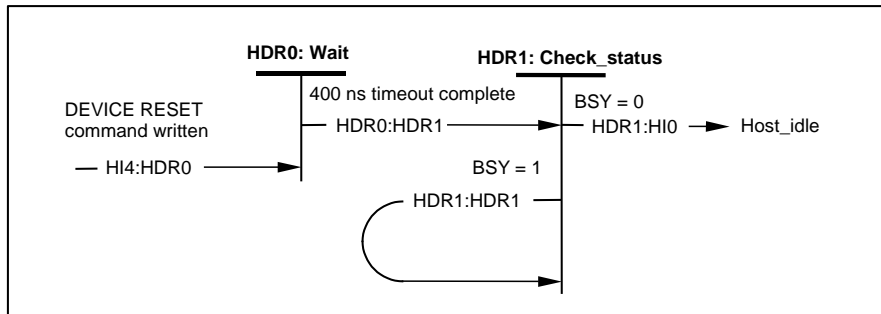 HDR0: Wait
HDR1: Check_status
400 ns timeout complete
BSY = 0
DEVICE RESET
command written
HDR0:HDR1
HDR1:HI0
Host_idle
HI4:HDR0
BSY = 1
HDR1:HDR1